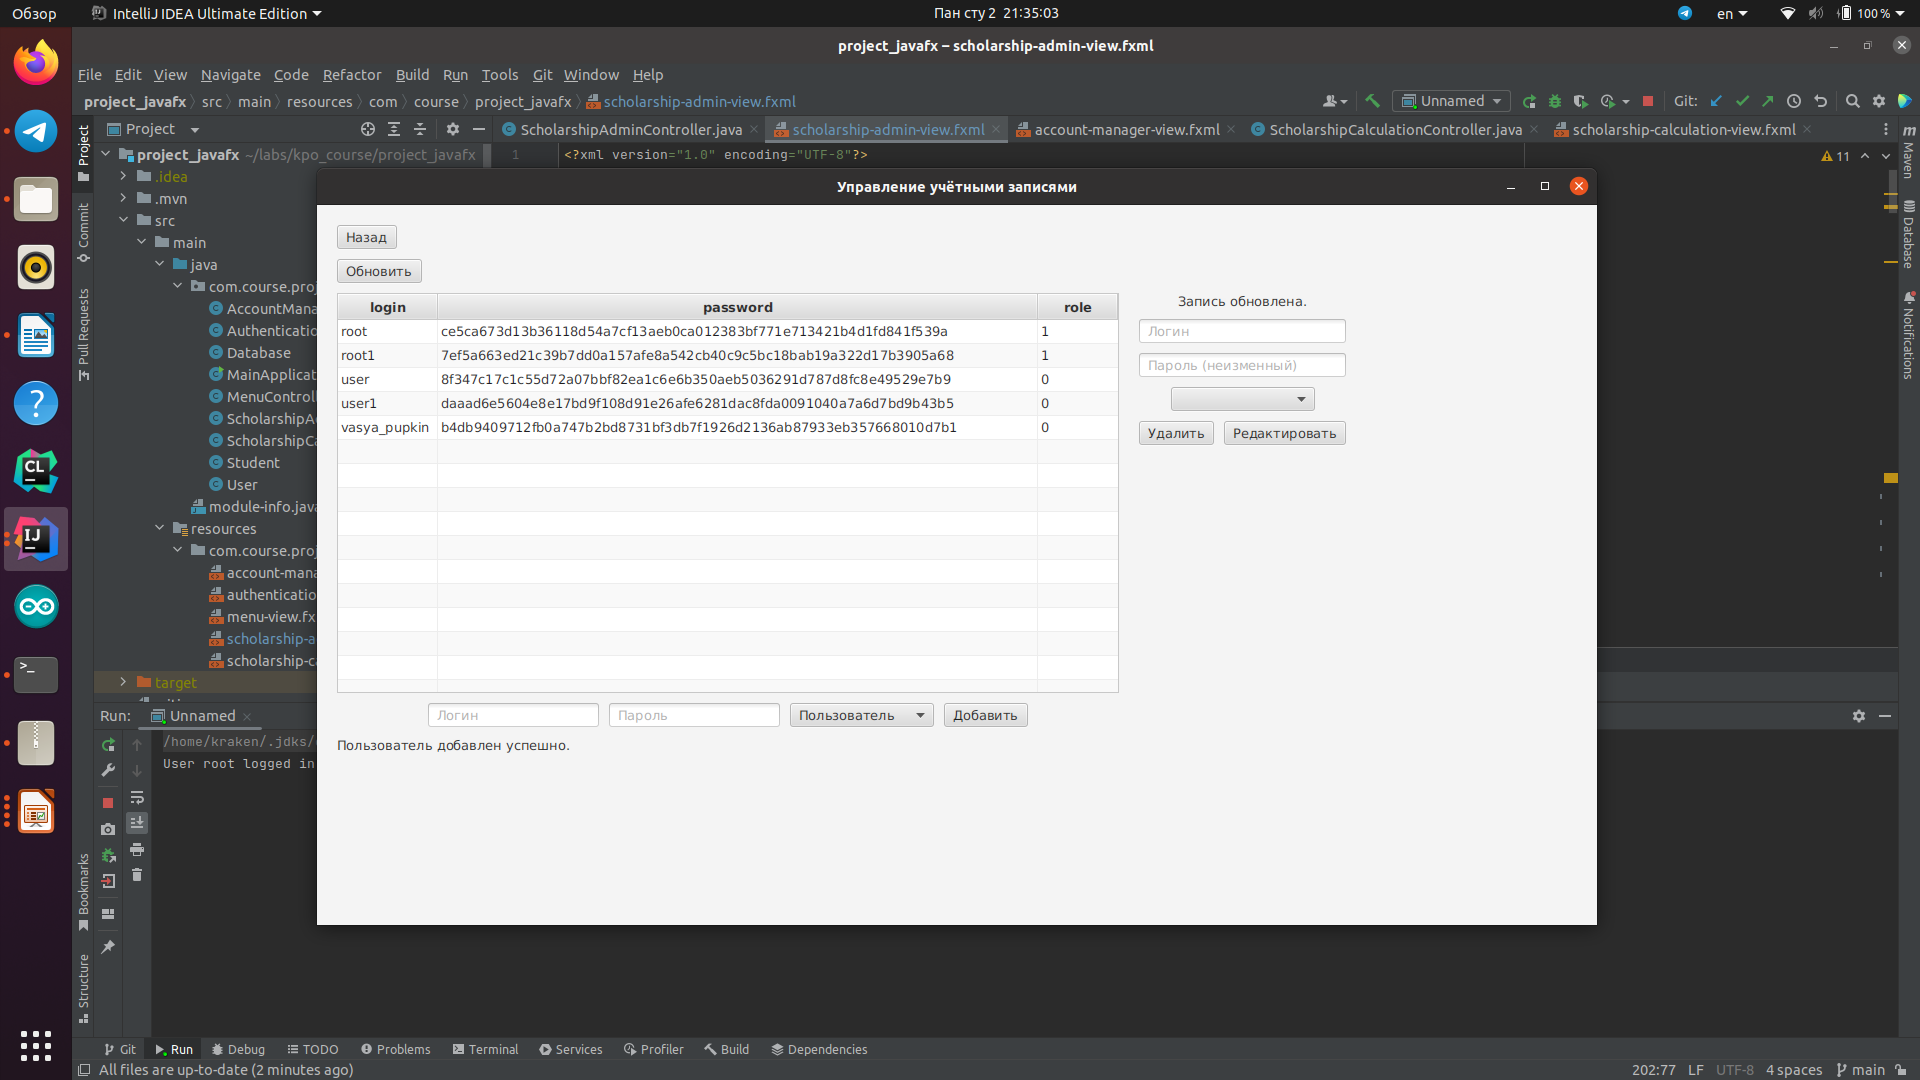 Обзор
IntelliJ IDEA Ultimate Edition
Пан сту 2 21:35:03
en
100 %
project_javafx – scholarship-admin-view.fxml
File Edit View Navigate Code Refactor Build Run Tools Git Window Help
project_javafx src main resources com course project_javafx scholarship-admin-view.fxml
Unnamed
Git:
Project
ScholarshipAdminController.java
scholarship-admin-view.fxml
account-manager-view.fxml
ScholarshipCalculationController.java
scholarship-calculation-view.fxml
project_javafx ~/labs/kpo_course/project_javafx
1 <?xml version="1.0" encoding="UTF-8"?>
11
.idea
.mvn
src
main
java
com.course.proj
AccountMana
Authenticatio
Database
MainApplicat
MenuControll
ScholarshipA
ScholarshipCa
Student
User
module-info.java
resources
com.course.proj
account-mana
authenticatio
menu-view.fx
scholarship-a
scholarship-c
target
Project
Commit
Pull Requests
Bookmarks
Structure
Maven
Database
Notifications
Управление учётными записями
Назад
Обновить
login password role
root ce5ca673d13b36118d54a7cf13aeb0ca012383bf771e713421b4d1fd841f539a 1
root1 7ef5a663ed21c39b7dd0a157afe8a542cb40c9c5bc18bab19a322d17b3905a68 1
user 8f347c17c1c55d72a07bbf82ea1c6e6b350aeb5036291d787d8fc8e49529e7b9 0
user1 daaad6e5604e8e17bd9f108d91e26afe6281dac8fda0091040a7a6d7bd9b43b5 0
vasya_pupkin b4db9409712fb0a747b2bd8731bf3db7f1926d2136ab87933eb357668010d7b1 0
Запись обновлена.
Логин
Пароль (неизменный)
Удалить Редактировать
Логин Пароль Пользователь Добавить
Пользователь добавлен успешно.
Run: Unnamed
/home/kraken/.jdks/
User root logged in
Git Run Debug TODO Problems Terminal Services Profiler Build Dependencies
All files are up-to-date (2 minutes ago)
202:77 LF UTF-8 4 spaces main